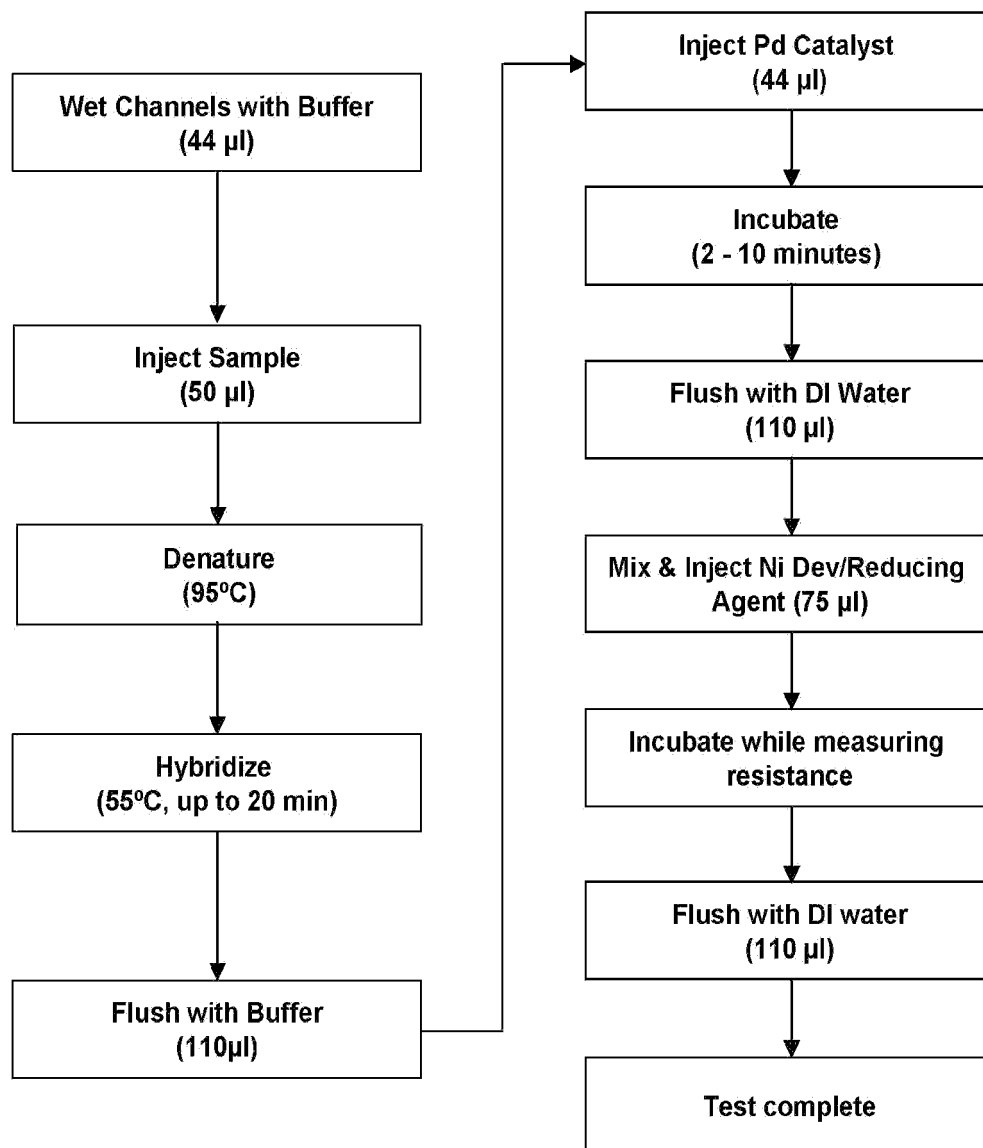 Wet Channels with Buffer
(44 µl)
Inject Sample
(50 µl)
Denature
(95ºC)
Hybridize
(55ºC, up to 20 min)
Flush with Buffer
(110µl)
Inject Pd Catalyst
(44 µl)
Incubate
(2 - 10 minutes)
Flush with DI Water
(110 µl)
Mix & Inject Ni Dev/Reducing
Agent (75 µl)
Incubate while measuring
resistance
Flush with DI water
(110 µl)
Test complete